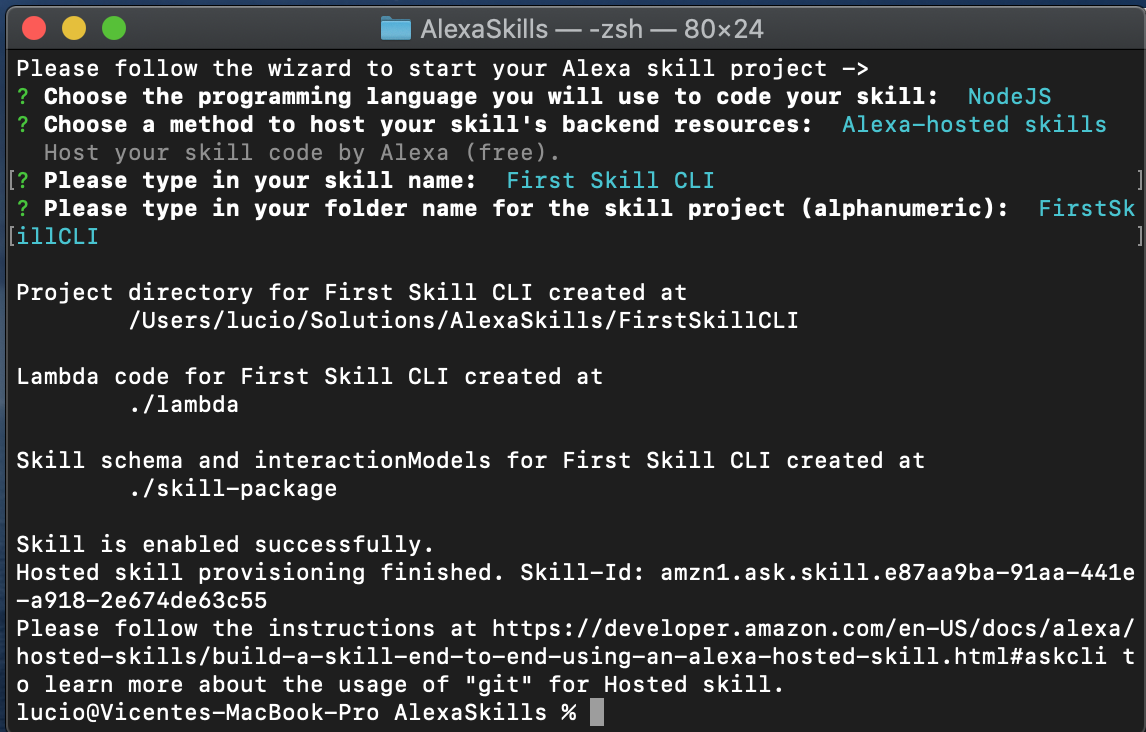 AlexaSkills — -zsh — 80×24
Please follow the wizard to start your Alexa skill project ->
? Choose the programming language you will use to code your skill:  NodeJS
? Choose a method to host your skill's backend resources:  Alexa-hosted skills
  Host your skill code by Alexa (free).
[? Please type in your skill name:  First Skill CLI ]
? Please type in your folder name for the skill project (alphanumeric):  FirstSk
[illCLI ]
Project directory for First Skill CLI created at
        /Users/lucio/Solutions/AlexaSkills/FirstSkillCLI
Lambda code for First Skill CLI created at
        ./lambda
Skill schema and interactionModels for First Skill CLI created at
        ./skill-package
Skill is enabled successfully.
Hosted skill provisioning finished. Skill-Id: amzn1.ask.skill.e87aa9ba-91aa-441e
-a918-2e674de63c55
Please follow the instructions at https://developer.amazon.com/en-US/docs/alexa/
hosted-skills/build-a-skill-end-to-end-using-an-alexa-hosted-skill.html#askcli t
o learn more about the usage of "git" for Hosted skill.
lucio@Vicentes-MacBook-Pro AlexaSkills %